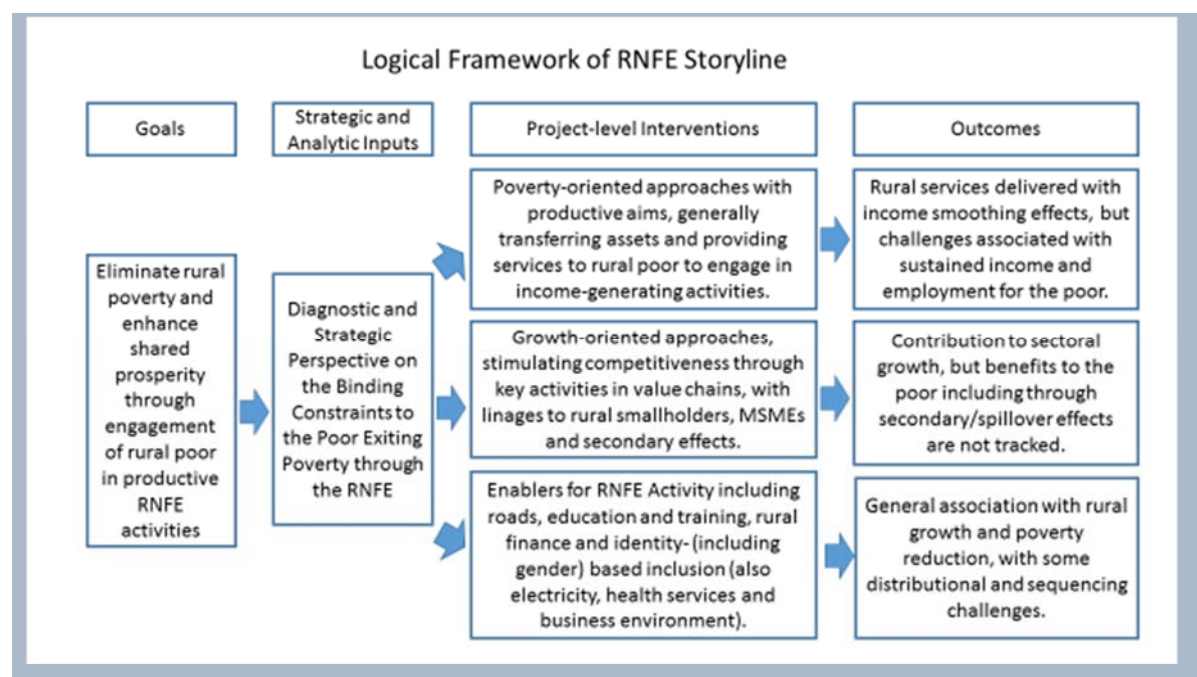 Logical Framework of RNFE Storyline
Goals
Strategic and
Analytic Inputs
Project-level Interventions
Outcomes
Eliminate rural
poverty and
enhance
shared
prosperity
through
engagement
of rural poor
in productive
RNFE
activities
Diagnostic and
Strategic
Perspective on
the Binding
Constraints to
the Poor Exiting
Poverty through
the RNFE
Poverty-oriented approaches with
productive aims, generally
transferring assets and providing
services to rural poor to engage in
income-generating activities.
Rural services delivered with
income smoothing effects, but
challenges associated with
sustained income and
employment for the poor.
Growth-oriented approaches,
stimulating competitiveness through
key activities in value chains, with
linages to rural smallholders, MSMEs
and secondary effects.
Contribution to sectoral
growth, but benefits to the
poor including through
secondary/spillover effects
are not tracked.
Enablers for RNFE Activity including
roads, education and training, rural
finance and identity- (including
gender) based inclusion (also
electricity, health services and
business environment).
General association with rural
growth and poverty
reduction, with some
distributional and sequencing
challenges.